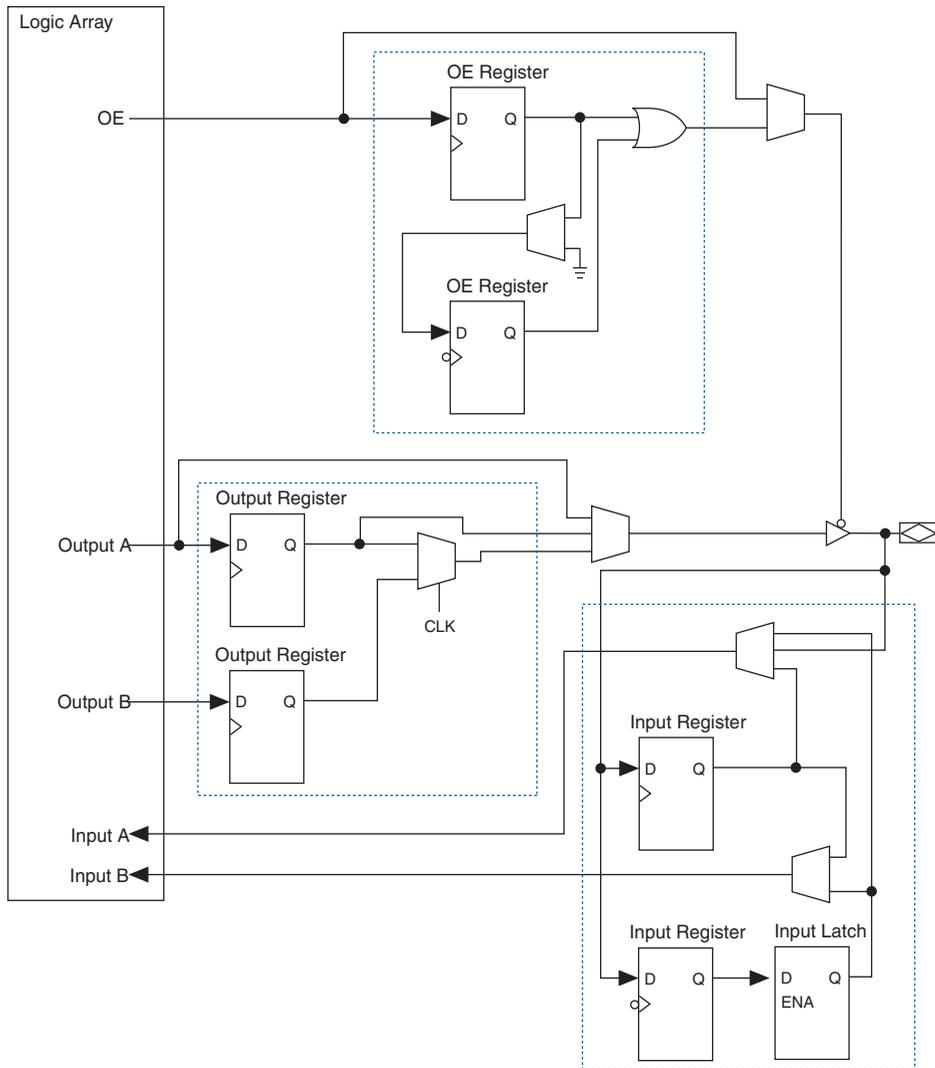 Logic Array
OE Register
OE
D Q
OE Register
D Q
Output Register
Output A
D Q
CLK
Output Register
Output B
D Q
Input Register
D Q
Input A
Input B
Input Register
Input Latch
D Q
D Q
ENA